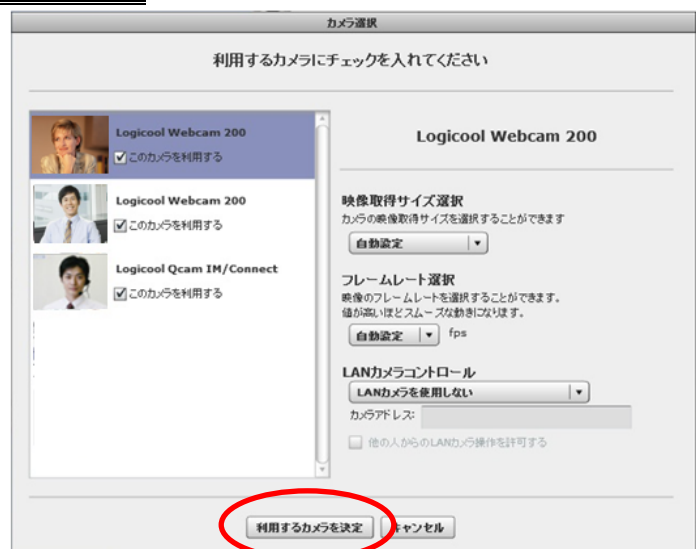 カメラ選択
利用するカメラにチェックを入れてください
Logicool Webcam 200
このカメラを利用する
Logicool Webcam 200
このカメラを利用する
Logicool Qcam IM/Connect
このカメラを利用する
Logicool Webcam 200
映像取得サイズ選択
カメラの映像取得サイズを選択することができます
自動設定
フレームレート選択
映像のフレームレートを選択することができます。
値が高いほどスムーズな動きになります。
自動設定 fps
LANカメラコントロール
LANカメラを使用しない
カメラアドレス:
他の人からのLANカメラ操作を許可する
利用するカメラを決定 キャンセル